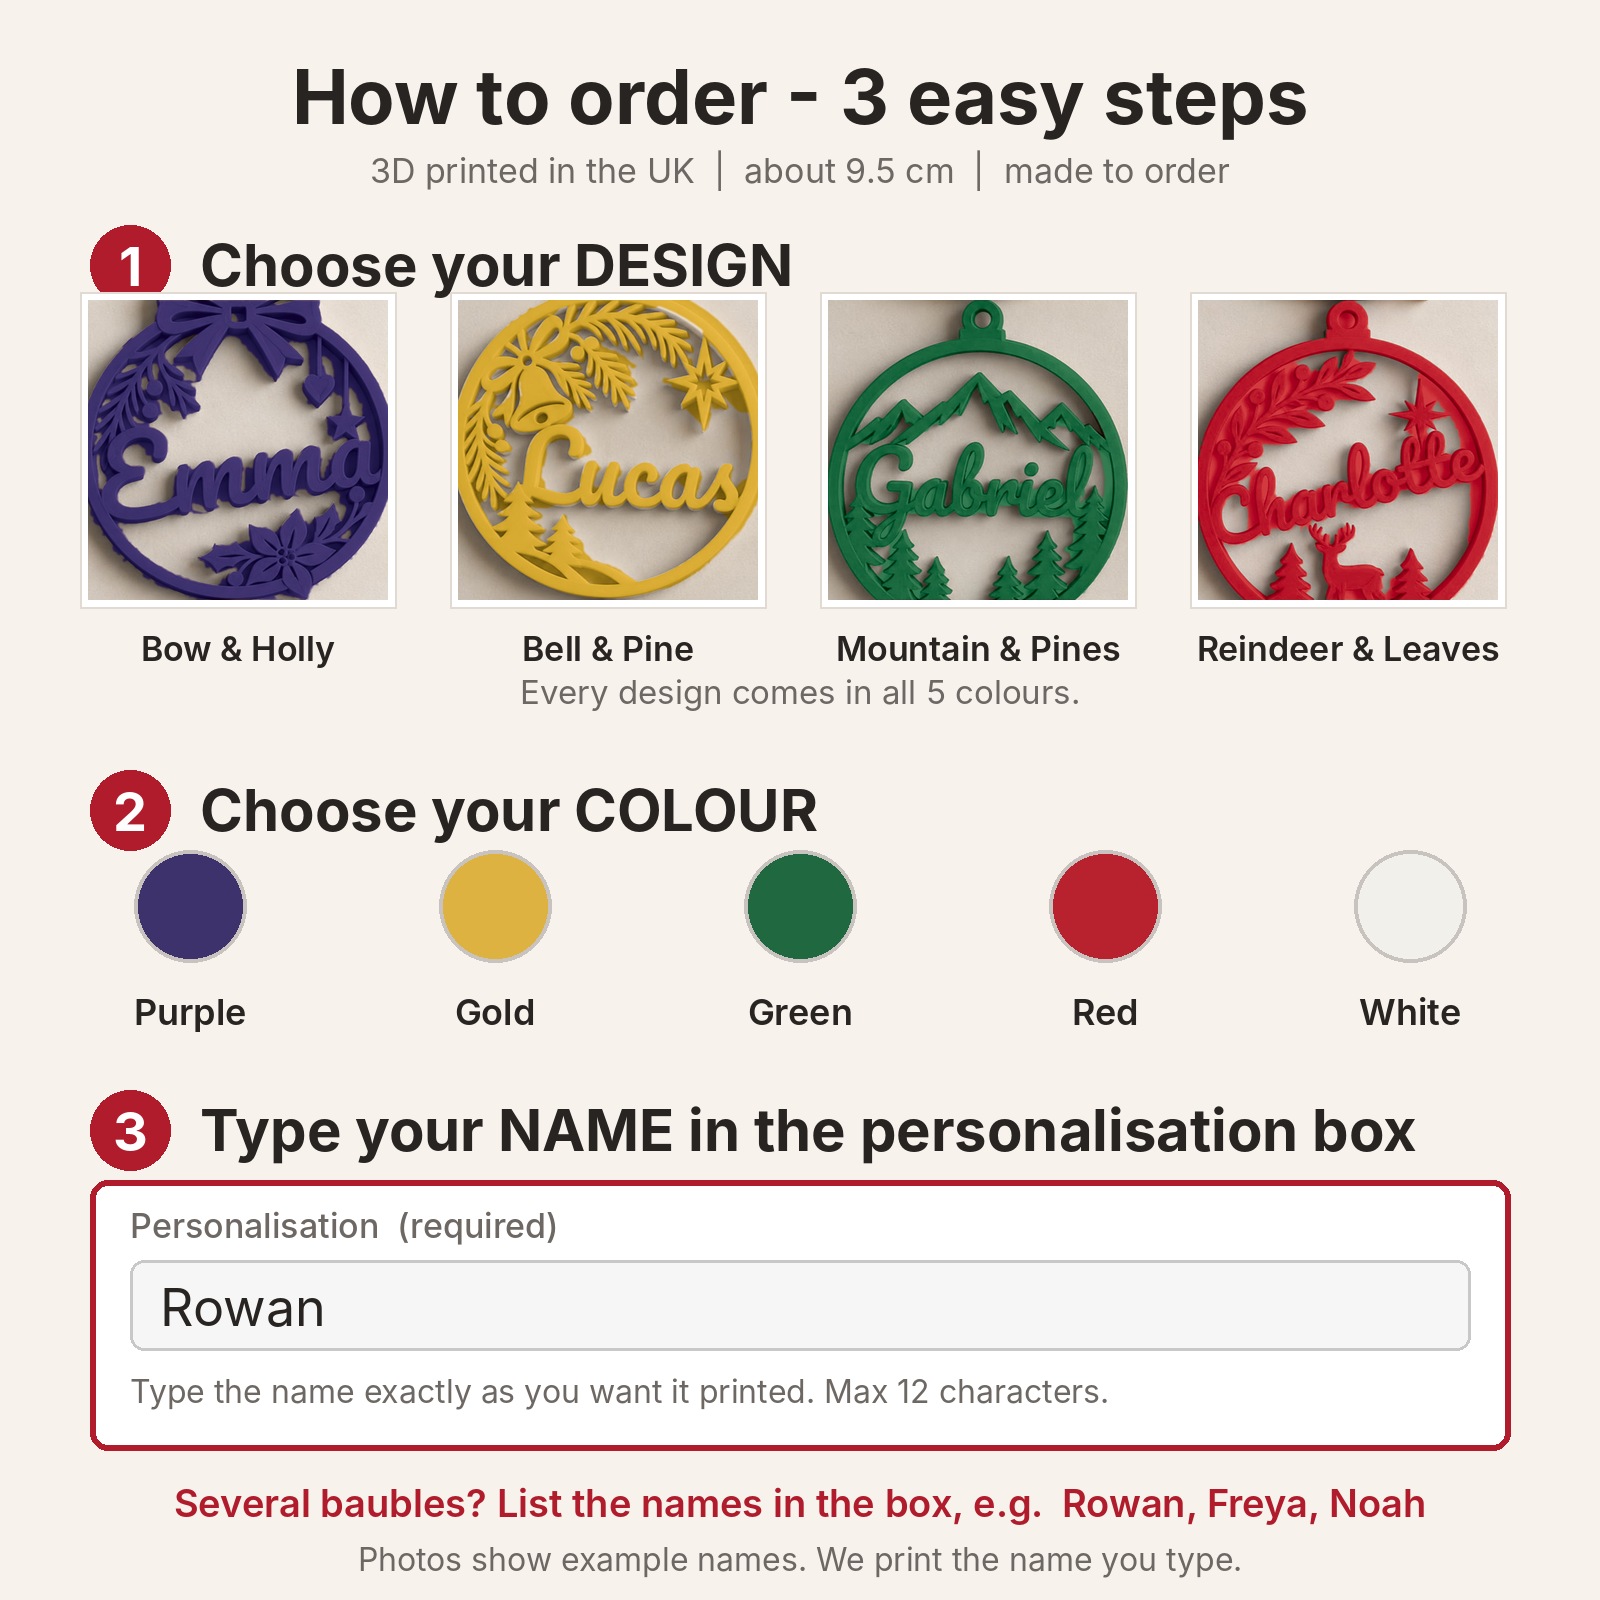 How to order - 3 easy steps
3D printed in the UK | about 9.5 cm | made to order
1 Choose your DESIGN
Emma Lucas Gabriel Charlotte
Bow & Holly Bell & Pine Mountain & Pines Reindeer & Leaves
Every design comes in all 5 colours.
2 Choose your COLOUR
Purple Gold Green Red White
3 Type your NAME in the personalisation box
Personalisation (required)
Rowan
Type the name exactly as you want it printed. Max 12 characters.
Several baubles? List the names in the box, e.g. Rowan, Freya, Noah
Photos show example names. We print the name you type.